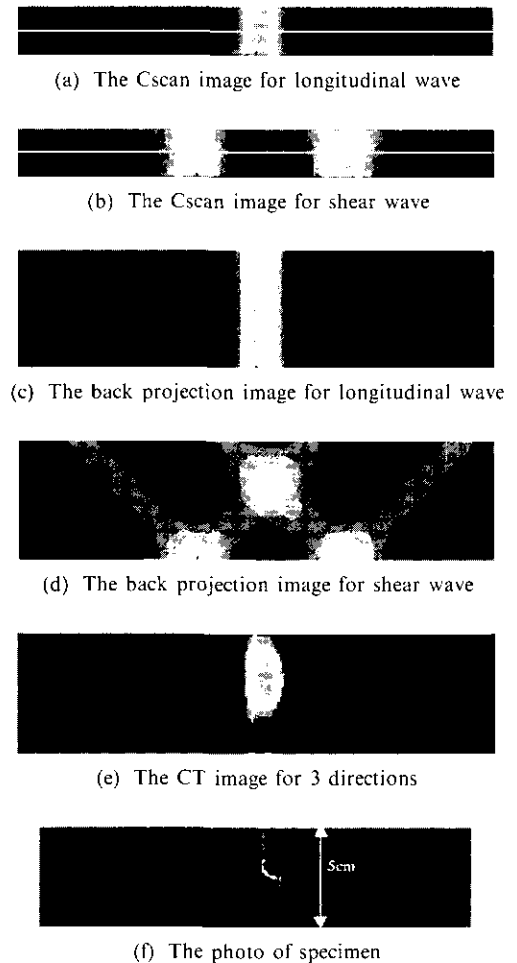 (a) The Cscan image for longitudinal wave
(b) The Cscan image for shear wave
(c) The back projection image for longitudinal wave
(d) The back projection image for shear wave
(e) The CT image for 3 directions
5cm
(f) The photo of specimen